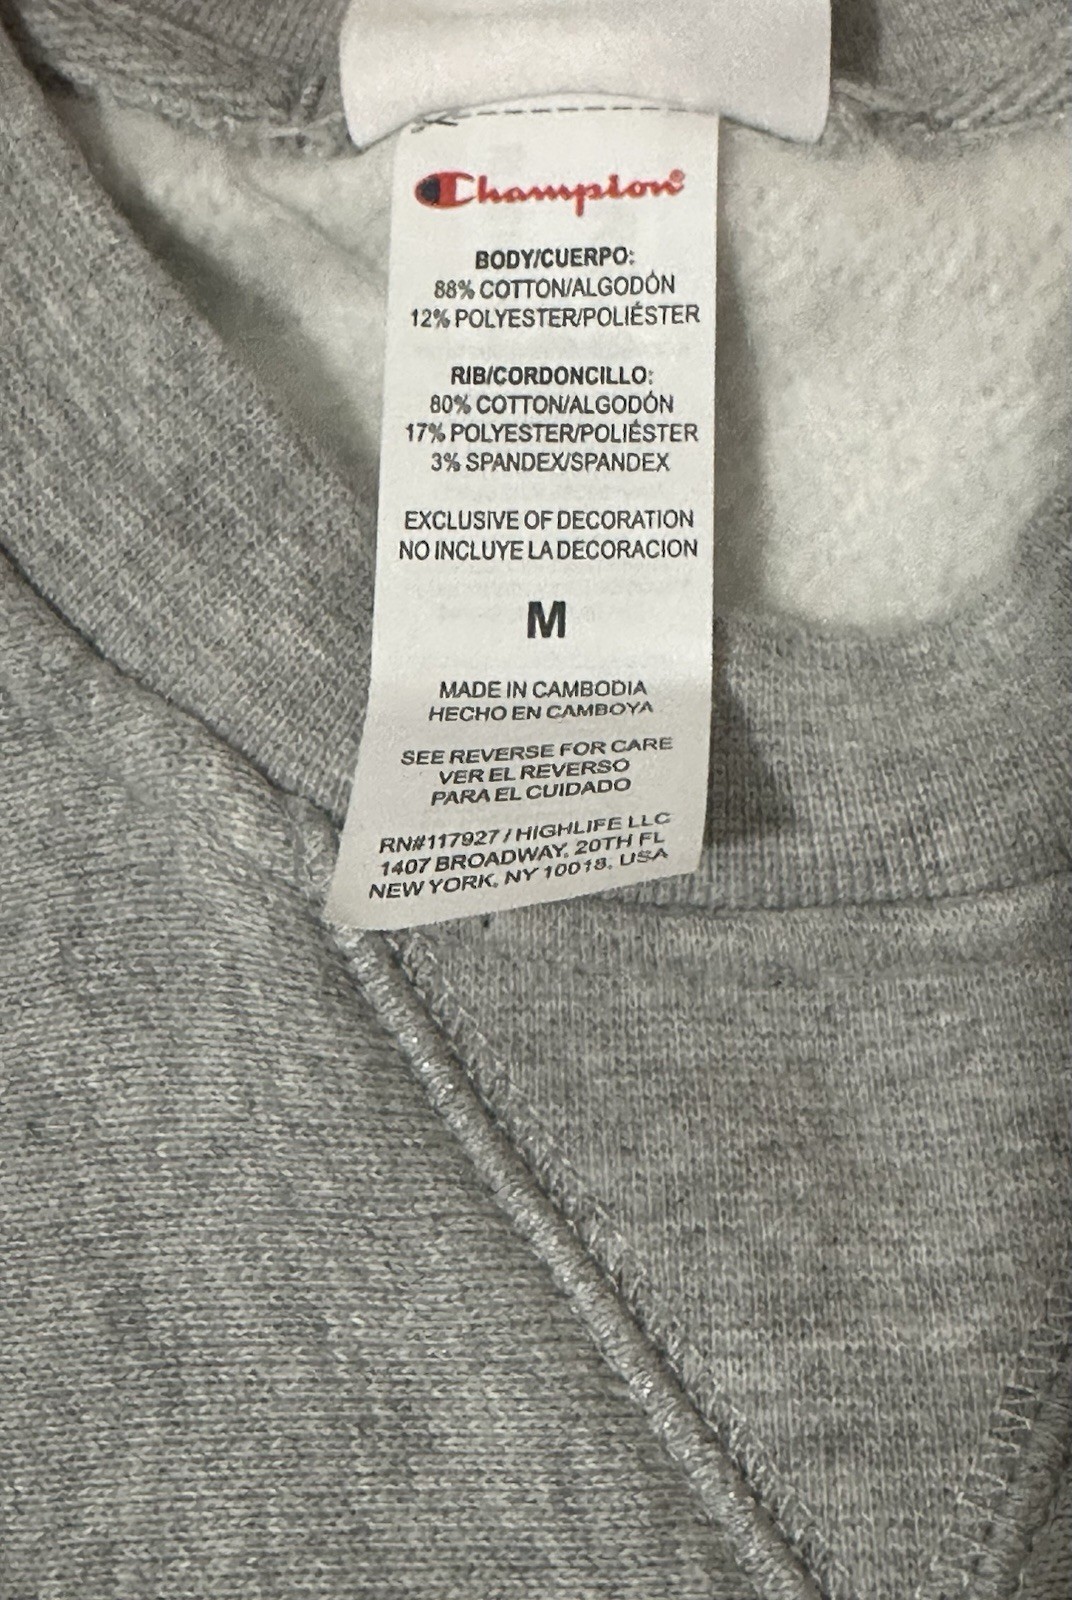 Champion®
BODY/CUERPO:
88% COTTON/ALGODÓN
12% POLYESTER/POLIÉSTER
RIB/CORDONCILLO:
80% COTTON/ALGODÓN
17% POLYESTER/POLIÉSTER
3% SPANDEX/SPANDEX
EXCLUSIVE OF DECORATION
NO INCLUYE LA DECORACION
M
MADE IN CAMBODIA
HECHO EN CAMBOYA
SEE REVERSE FOR CARE
VER EL REVERSO
PARA EL CUIDADO
RN#117927 / HIGHLIFE LLC
1407 BROADWAY, 20TH FL
NEW YORK, NY 10018, USA